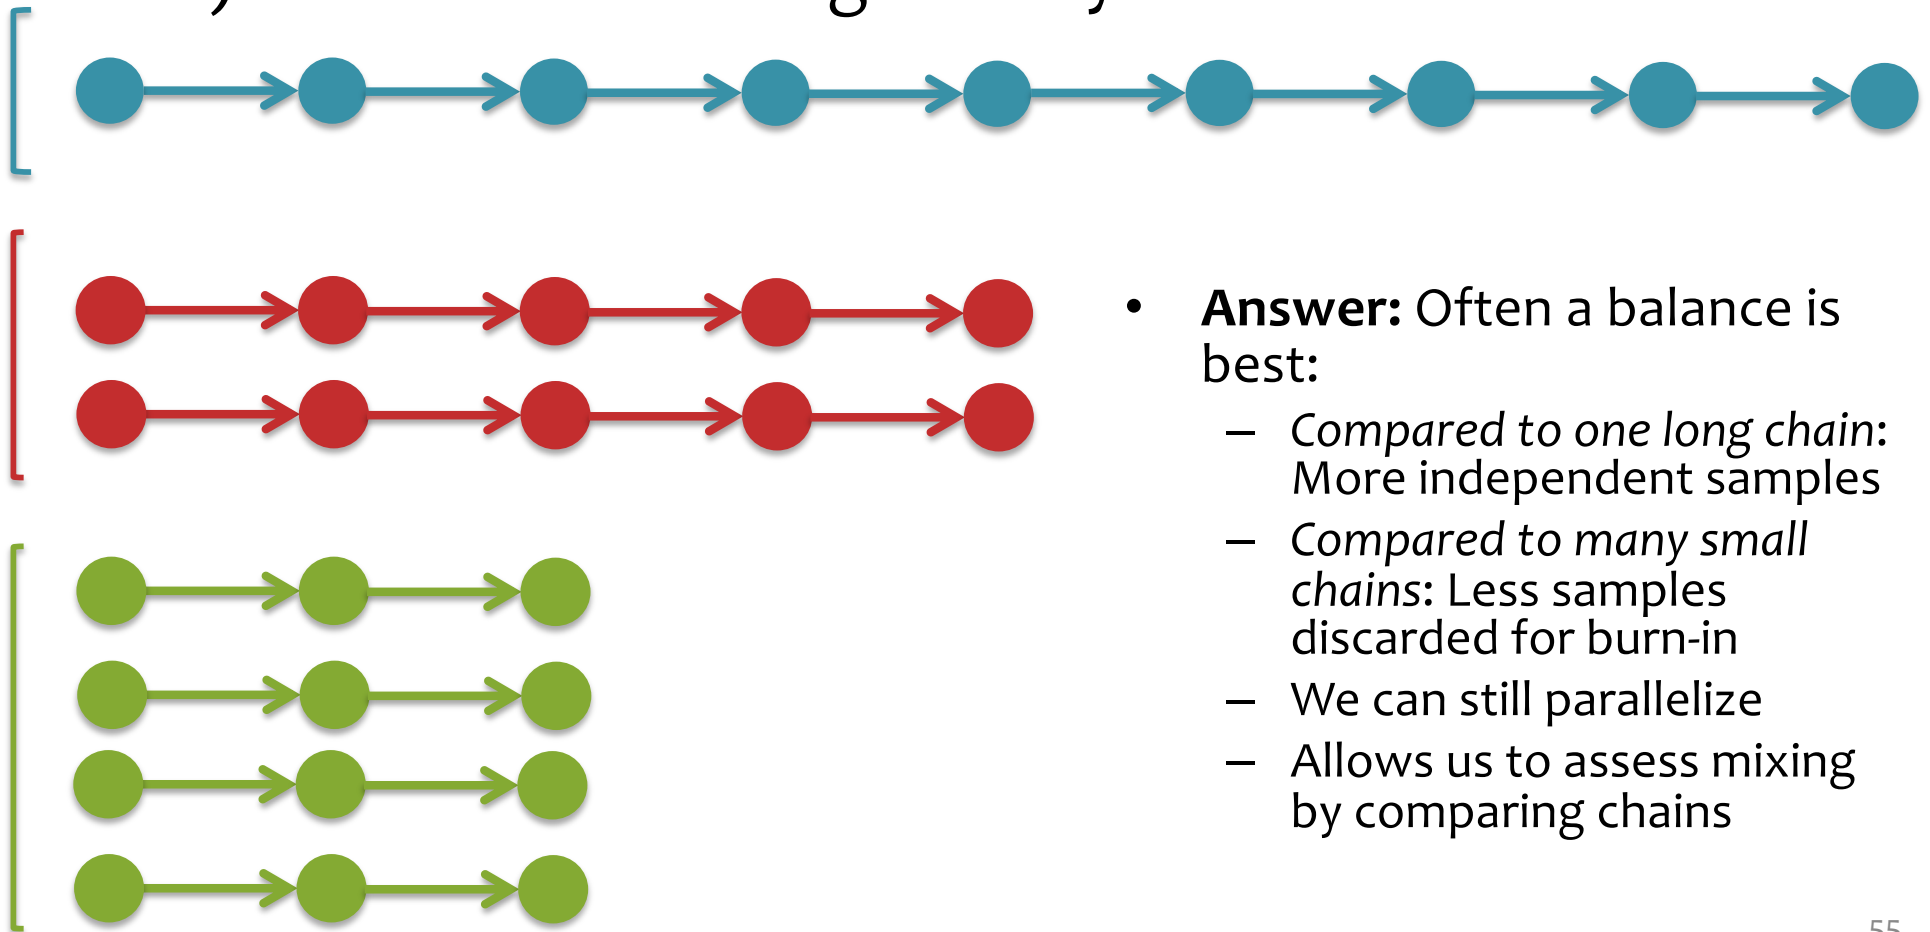 • Answer: Often a balance is
best:
– Compared to one long chain:
More independent samples
– Compared to many small
chains: Less samples
discarded for burn-in
– We can still parallelize
– Allows us to assess mixing
by comparing chains
55